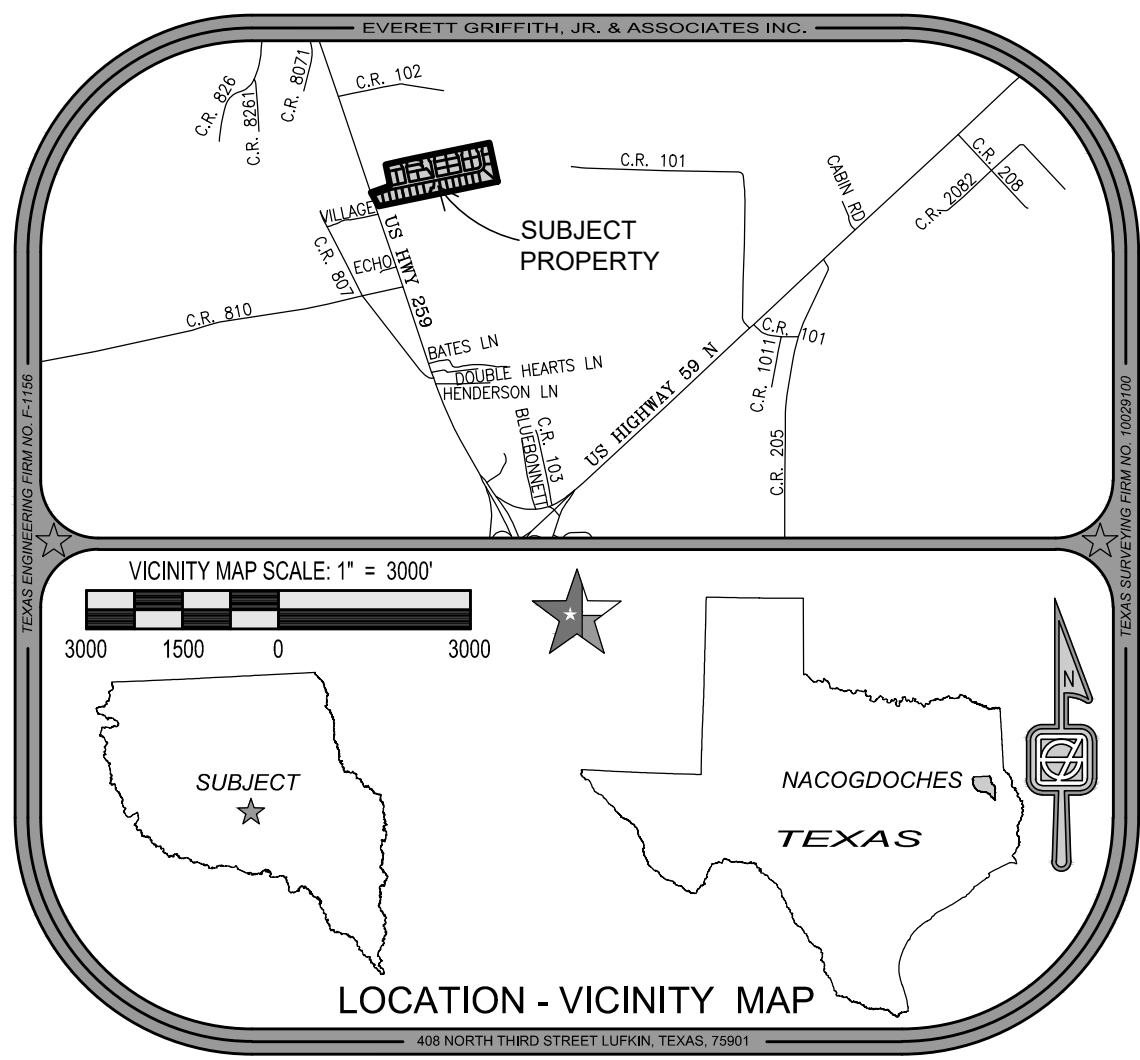 EVERETT GRIFFITH, JR. & ASSOCIATES INC.
C.R. 826
C.R. 8261
C.R. 8071
C.R. 102
C.R. 101
CABIN RD
C.R. 208
C.R. 2082
VILLAGE
US HWY 259
SUBJECT
PROPERTY
C.R. 807
ECHO
C.R. 810
BATES LN
DOUBLE HEARTS LN
HENDERSON LN
US HIGHWAY 59 N
C.R. 101
C.R. 1011
C.R. 103
BLUEBONNETT
C.R. 205
TEXAS ENGINEERING FIRM NO. F-1156
TEXAS SURVEYING FIRM NO. 10029100
VICINITY MAP SCALE: 1" = 3000'
3000 1500 0 3000
N
SUBJECT
NACOGDOCHES
TEXAS
LOCATION - VICINITY MAP
408 NORTH THIRD STREET LUFKIN, TEXAS, 75901